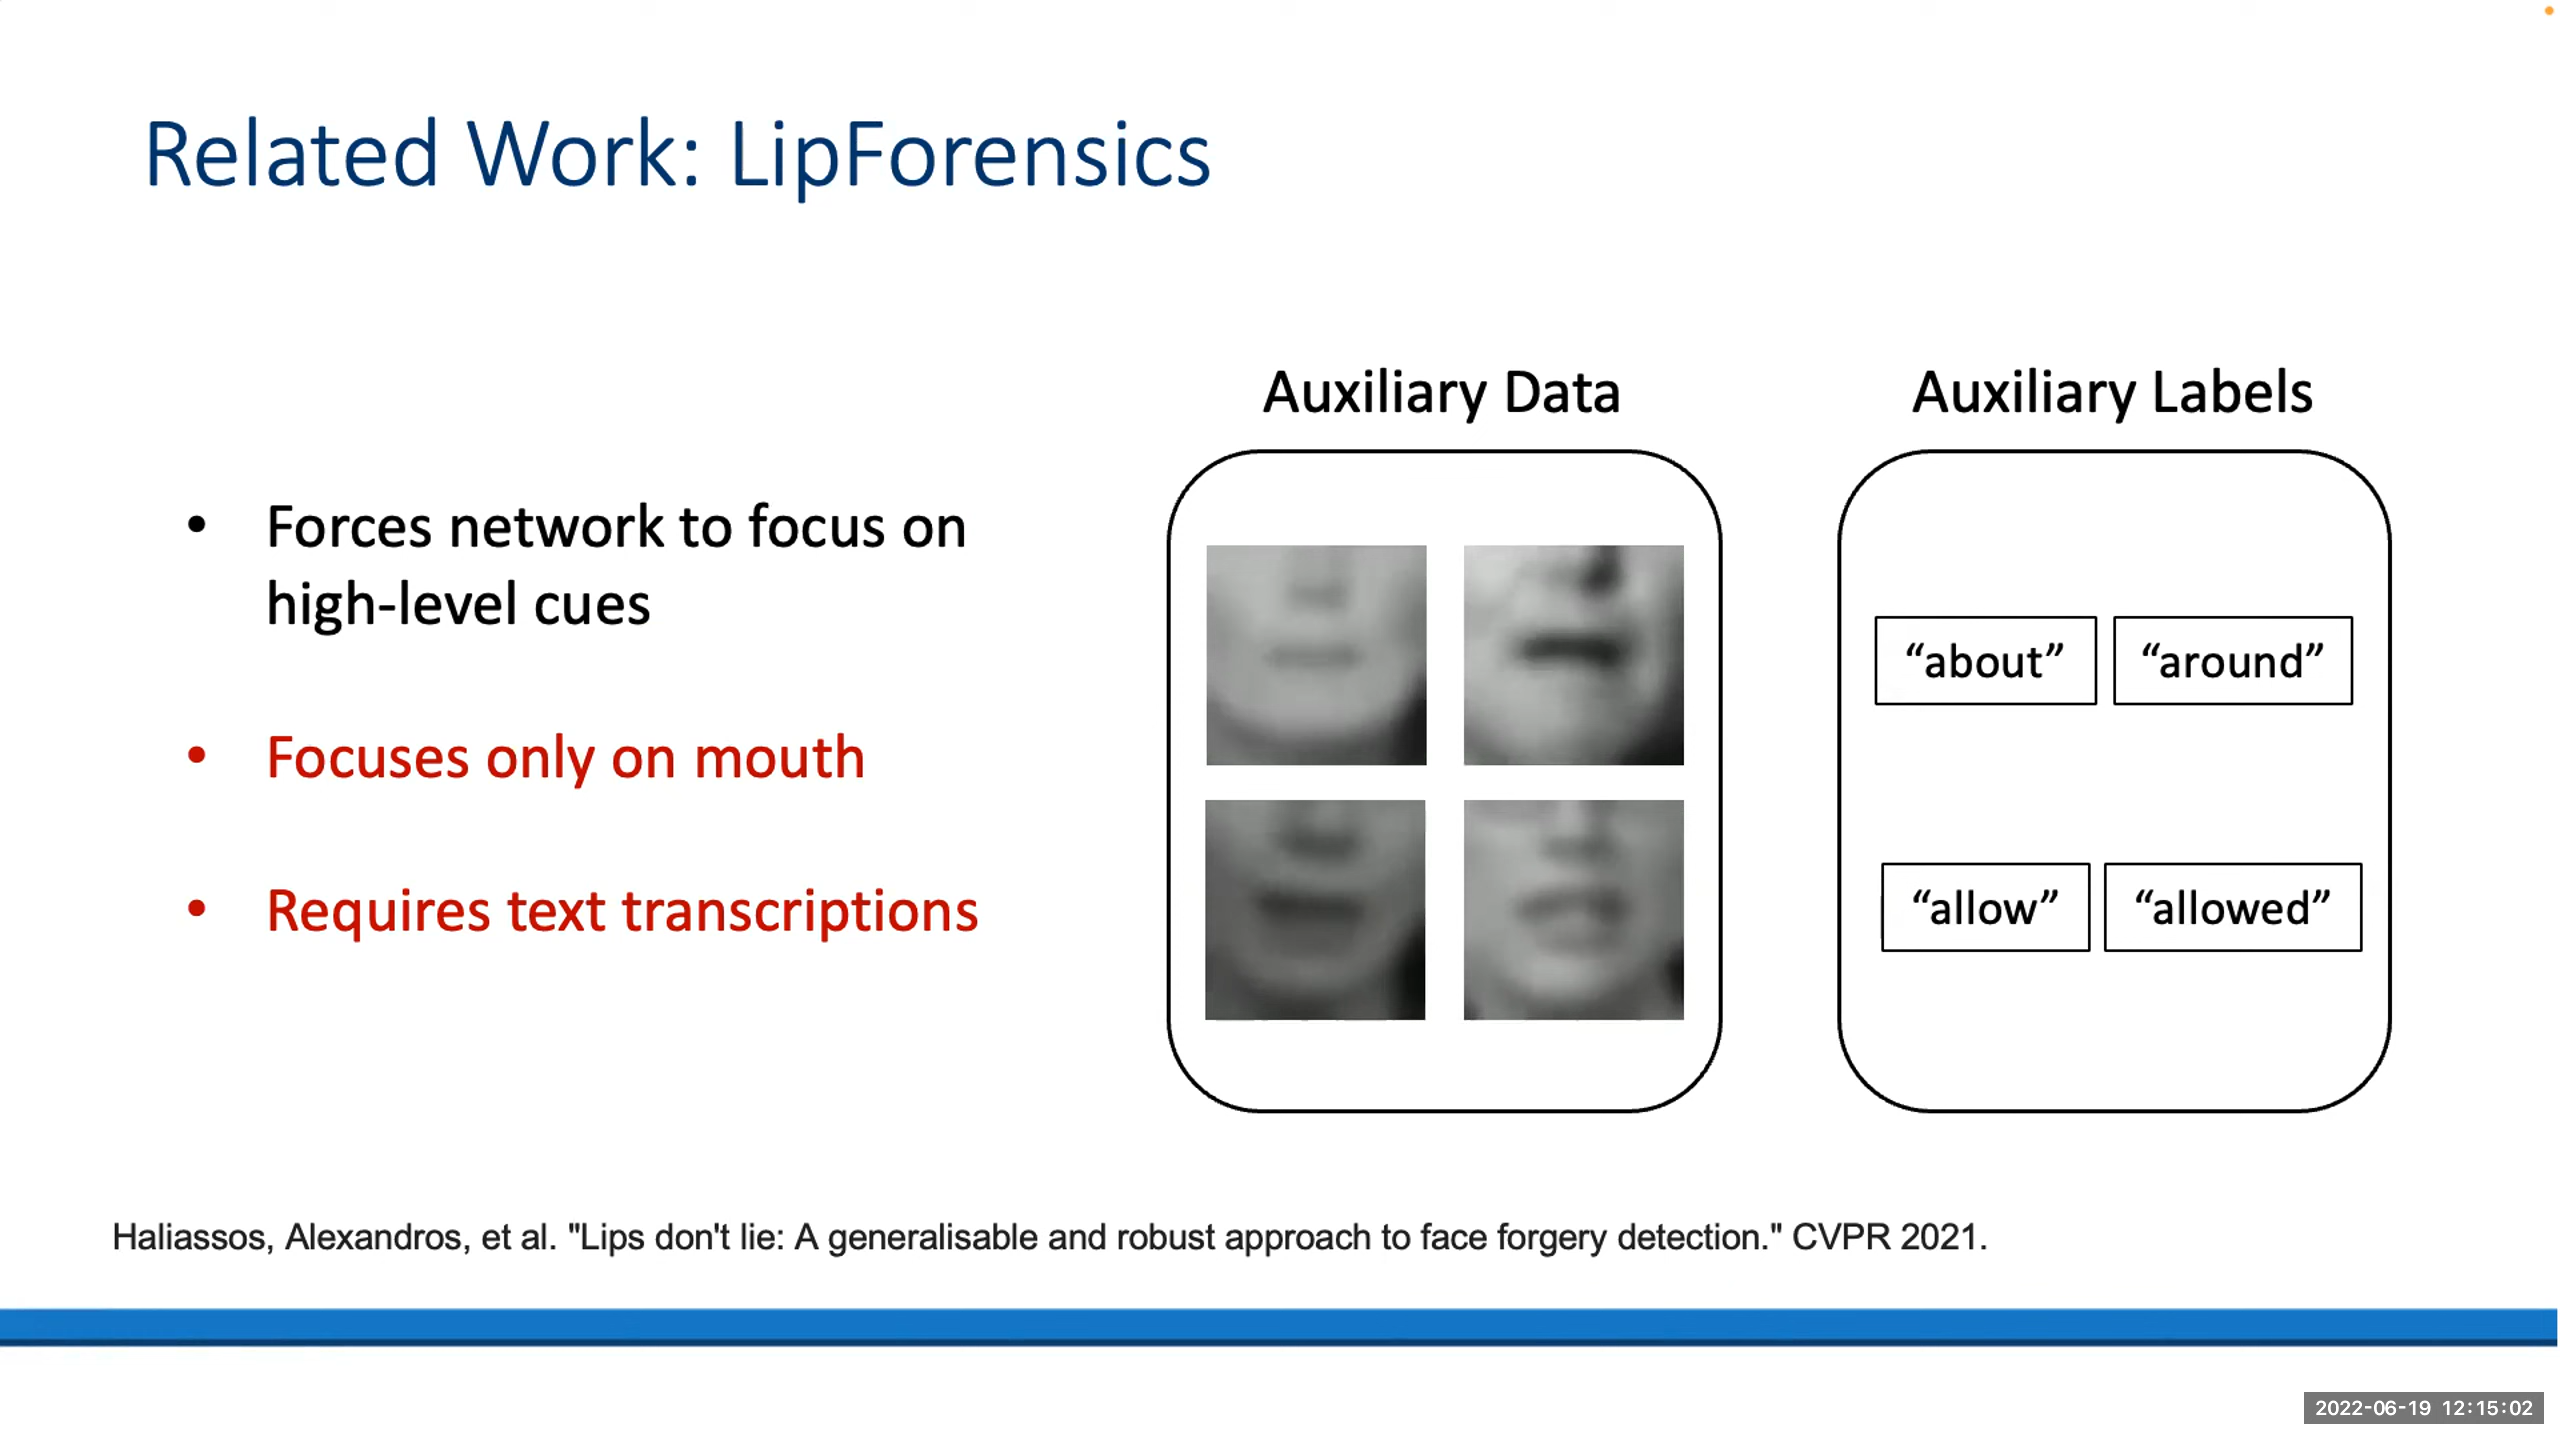 Related Work: LipForensics
• Forces network to focus on
high-level cues
• Focuses only on mouth
• Requires text transcriptions
Auxiliary Data
Auxiliary Labels
“about” “around”
“allow” “allowed”
Haliassos, Alexandros, et al. "Lips don't lie: A generalisable and robust approach to face forgery detection." CVPR 2021.
2022-06-19 12:15:02